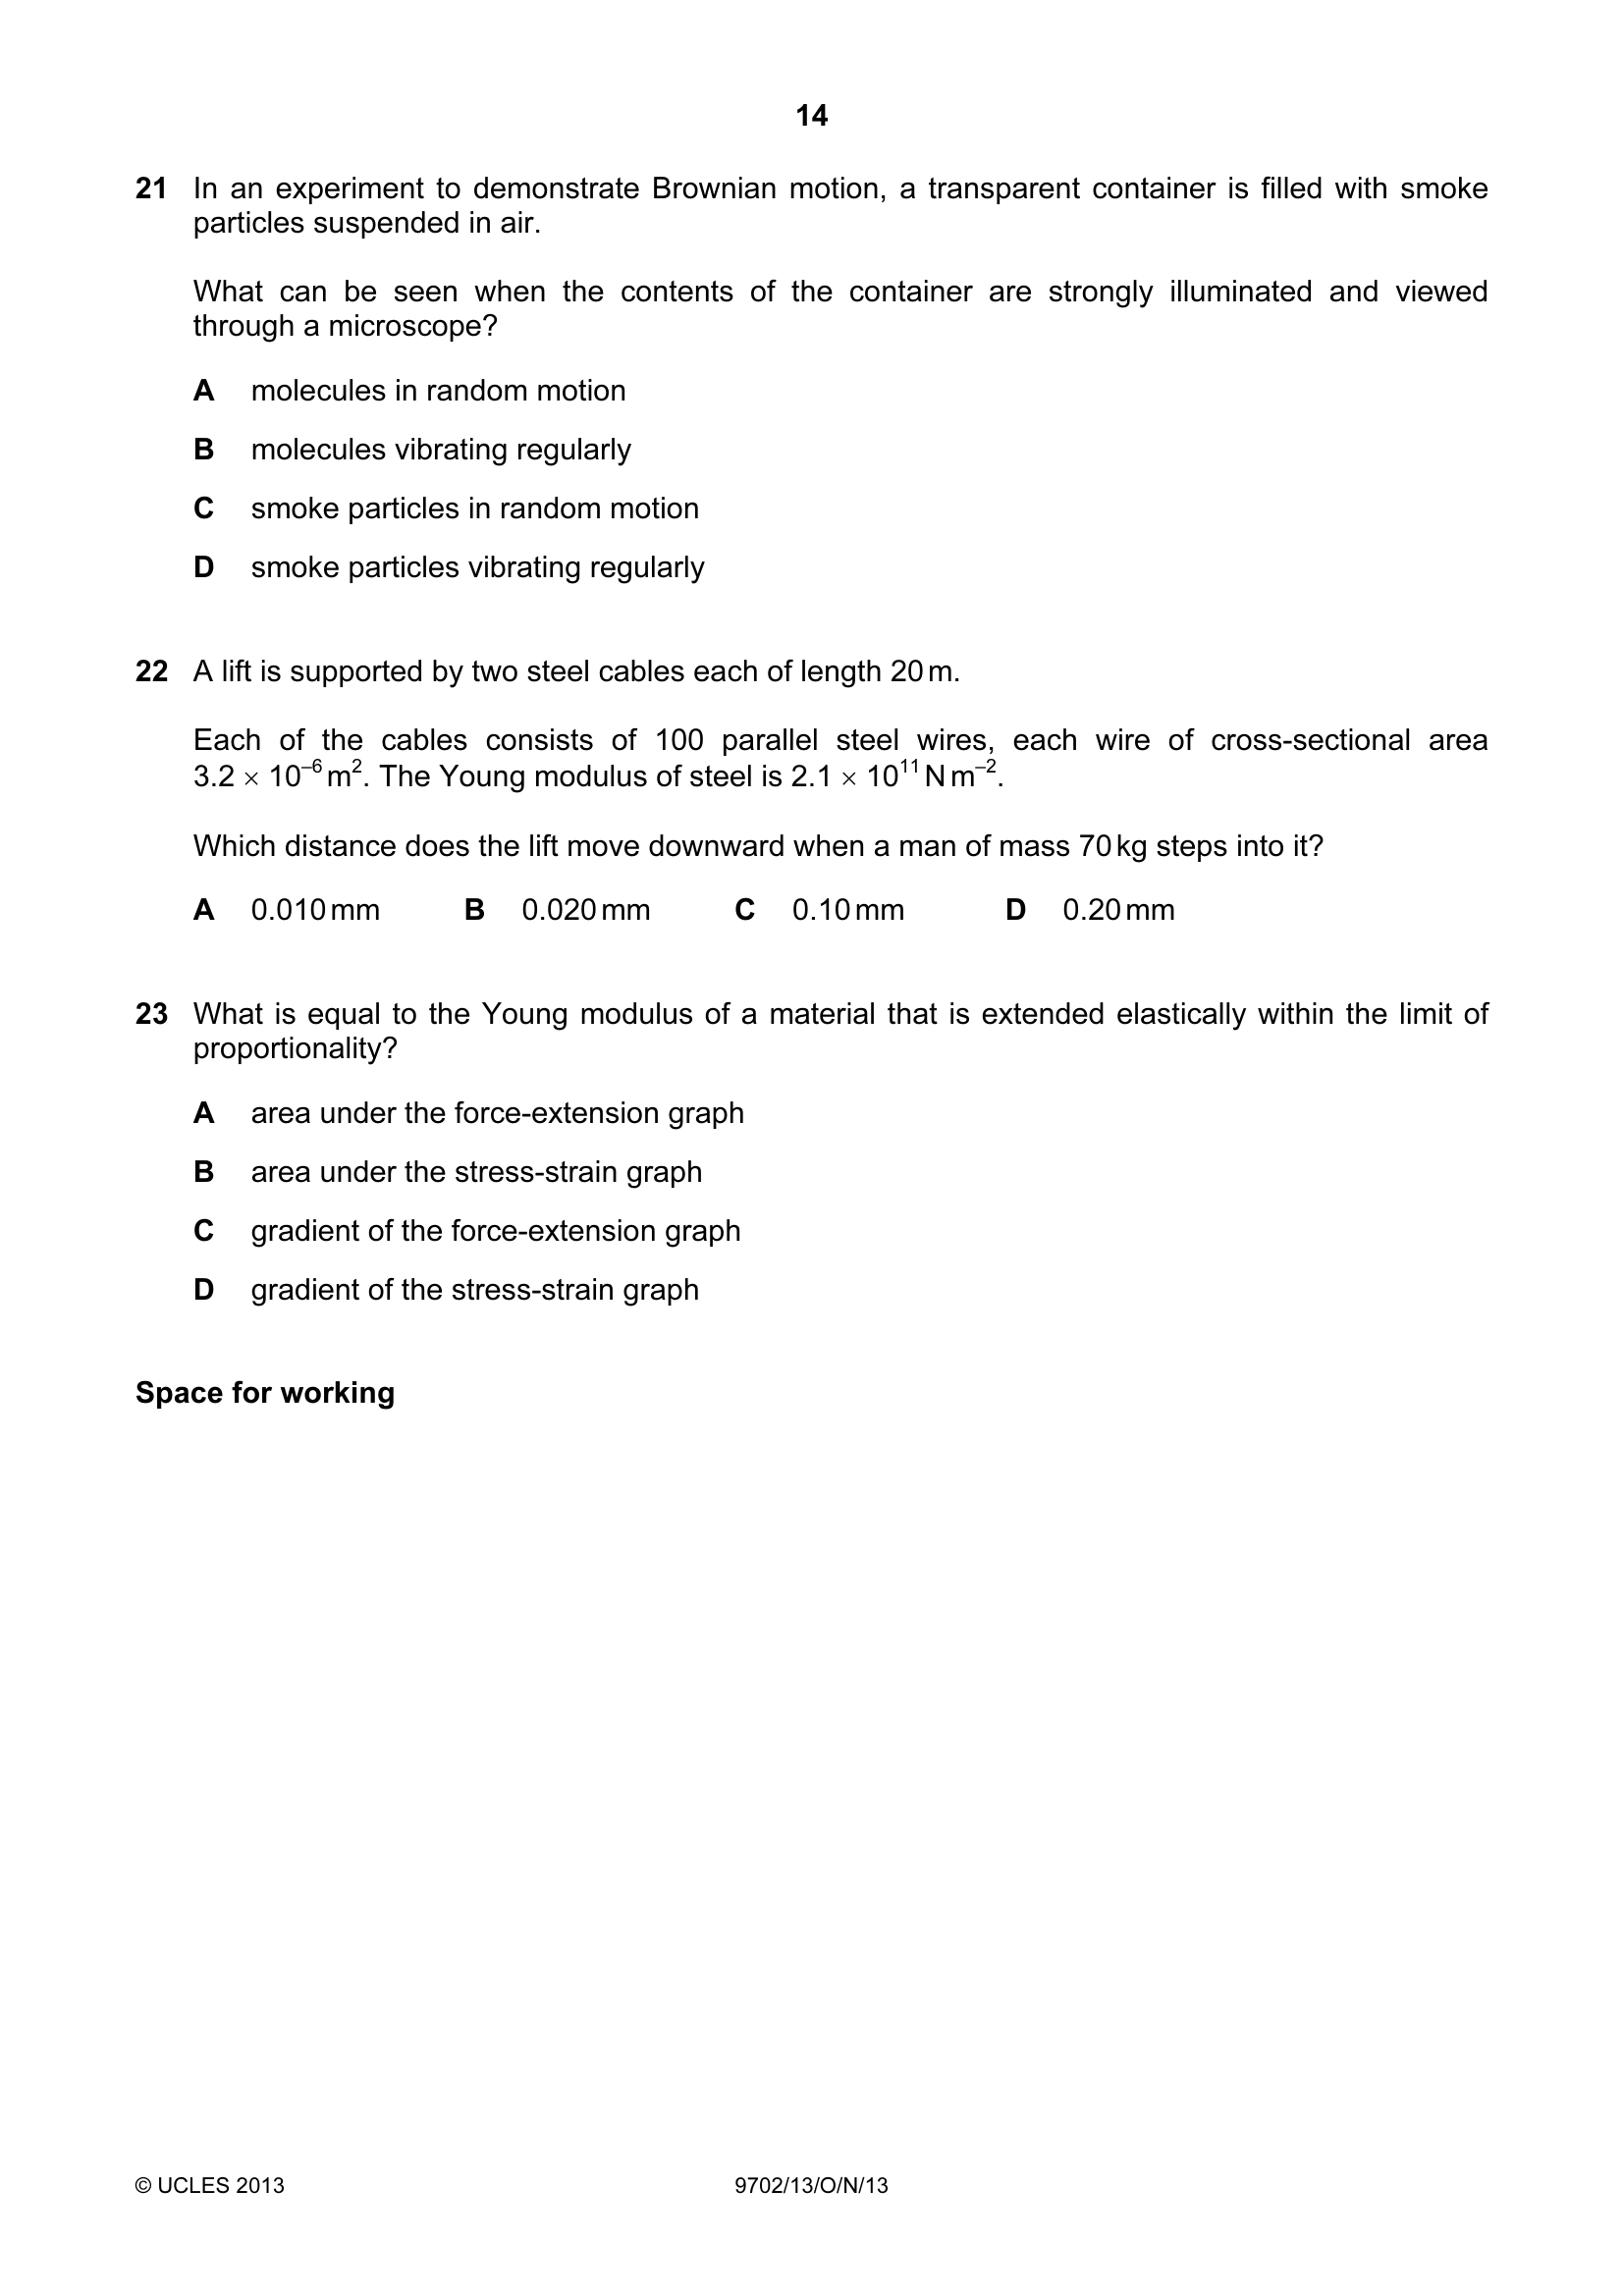 14
21 In an experiment to demonstrate Brownian motion, a transparent container is filled with smoke
particles suspended in air.
What can be seen when the contents of the container are strongly illuminated and viewed
through a microscope?
A molecules in random motion
B molecules vibrating regularly
C smoke particles in random motion
D smoke particles vibrating regularly
22 A lift is supported by two steel cables each of length 20 m.
Each of the cables consists of 100 parallel steel wires, each wire of cross-sectional area
3.2 × 10⁻⁶ m². The Young modulus of steel is 2.1 × 10¹¹ N m⁻².
Which distance does the lift move downward when a man of mass 70 kg steps into it?
A 0.010 mm B 0.020 mm C 0.10 mm D 0.20 mm
23 What is equal to the Young modulus of a material that is extended elastically within the limit of
proportionality?
A area under the force-extension graph
B area under the stress-strain graph
C gradient of the force-extension graph
D gradient of the stress-strain graph
Space for working
© UCLES 2013 9702/13/O/N/13